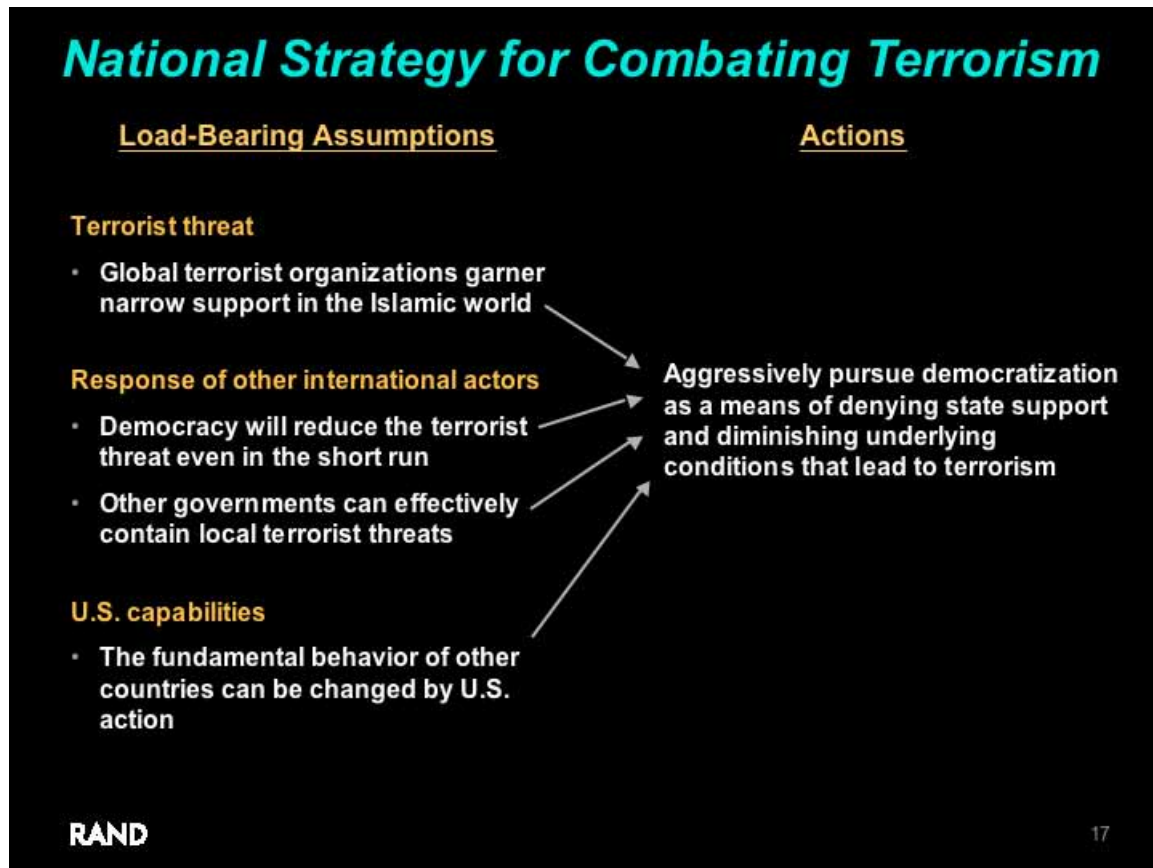 National Strategy for Combating Terrorism
Load-Bearing Assumptions
Actions
Terrorist threat
• Global terrorist organizations garner
narrow support in the Islamic world
Response of other international actors
• Democracy will reduce the terrorist
threat even in the short run
• Other governments can effectively
contain local terrorist threats
U.S. capabilities
• The fundamental behavior of other
countries can be changed by U.S.
action
Aggressively pursue democratization
as a means of denying state support
and diminishing underlying
conditions that lead to terrorism
RAND
17